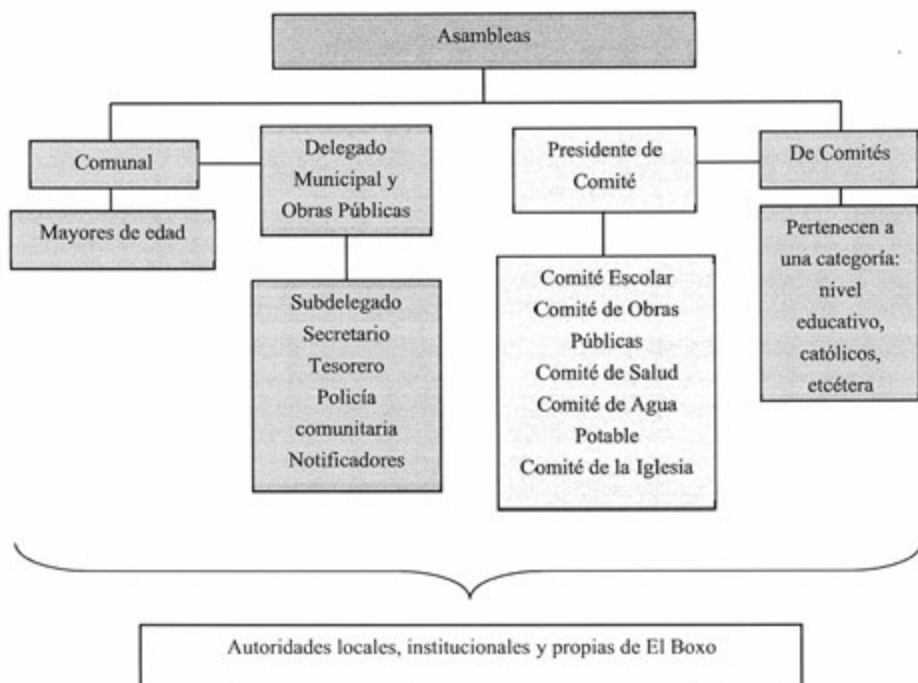 Asambleas
Comunal
Mayores de edad
Delegado
Municipal y
Obras Públicas
Subdelegado
Secretario
Tesorero
Policía
comunitaria
Notificadores
Presidente de
Comité
Comité Escolar
Comité de Obras
Públicas
Comité de Salud
Comité de Agua
Potable
Comité de la Iglesia
De Comités
Pertenecen a
una categoría:
nivel
educativo,
católicos,
etcétera
Autoridades locales, institucionales y propias de El Boxo